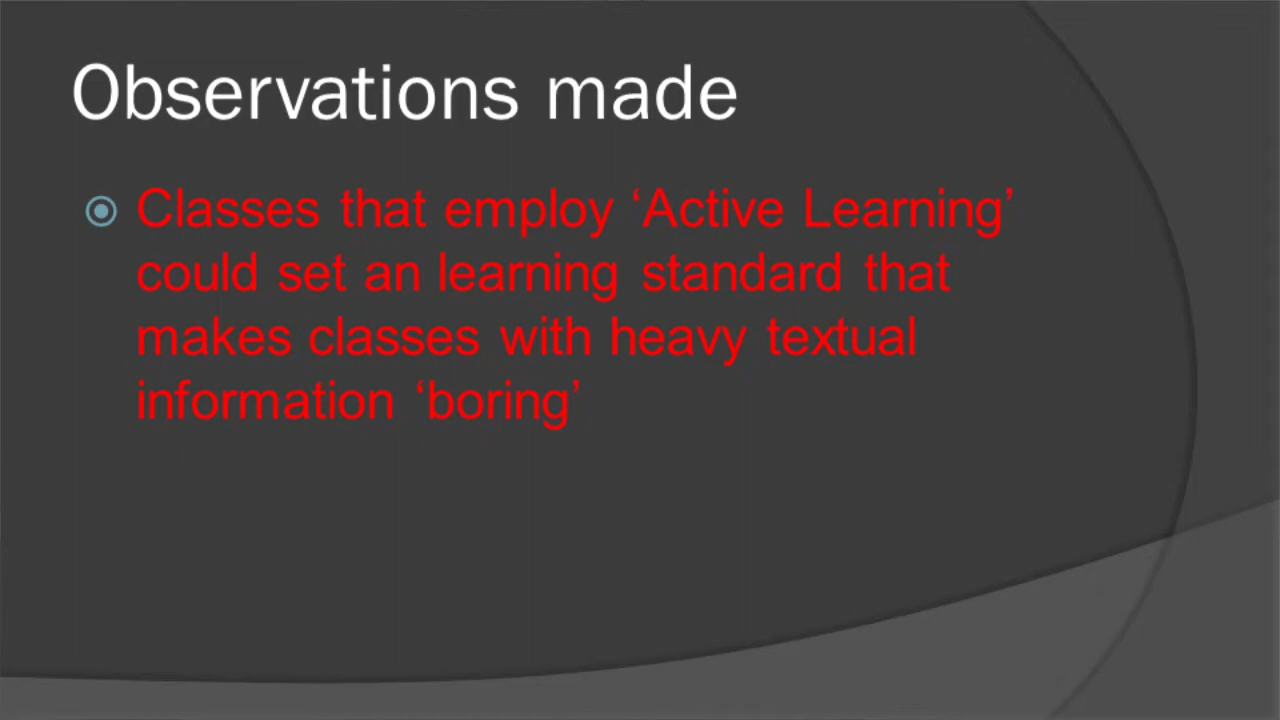 Observations made
Classes that employ ‘Active Learning’
could set an learning standard that
makes classes with heavy textual
information ‘boring’